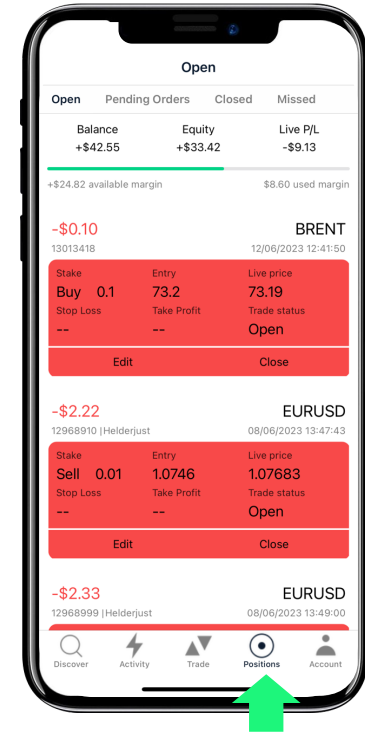 Open
Open Pending Orders Closed Missed
Balance Equity Live P/L
+$42.55 +$33.42 -$9.13
+$24.82 available margin $8.60 used margin
-$0.10 BRENT
13013418 12/06/2023 12:41:50
Stake Entry Live price
Buy 0.1 73.2 73.19
Stop Loss Take Profit Trade status
-- -- Open
Edit Close
-$2.22 EURUSD
12968910 |Helderjust 08/06/2023 13:47:43
Stake Entry Live price
Sell 0.01 1.0746 1.07683
Stop Loss Take Profit Trade status
-- -- Open
Edit Close
-$2.33 EURUSD
12968999 |Helderjust 08/06/2023 13:49:00
Discover Activity Trade Positions Account